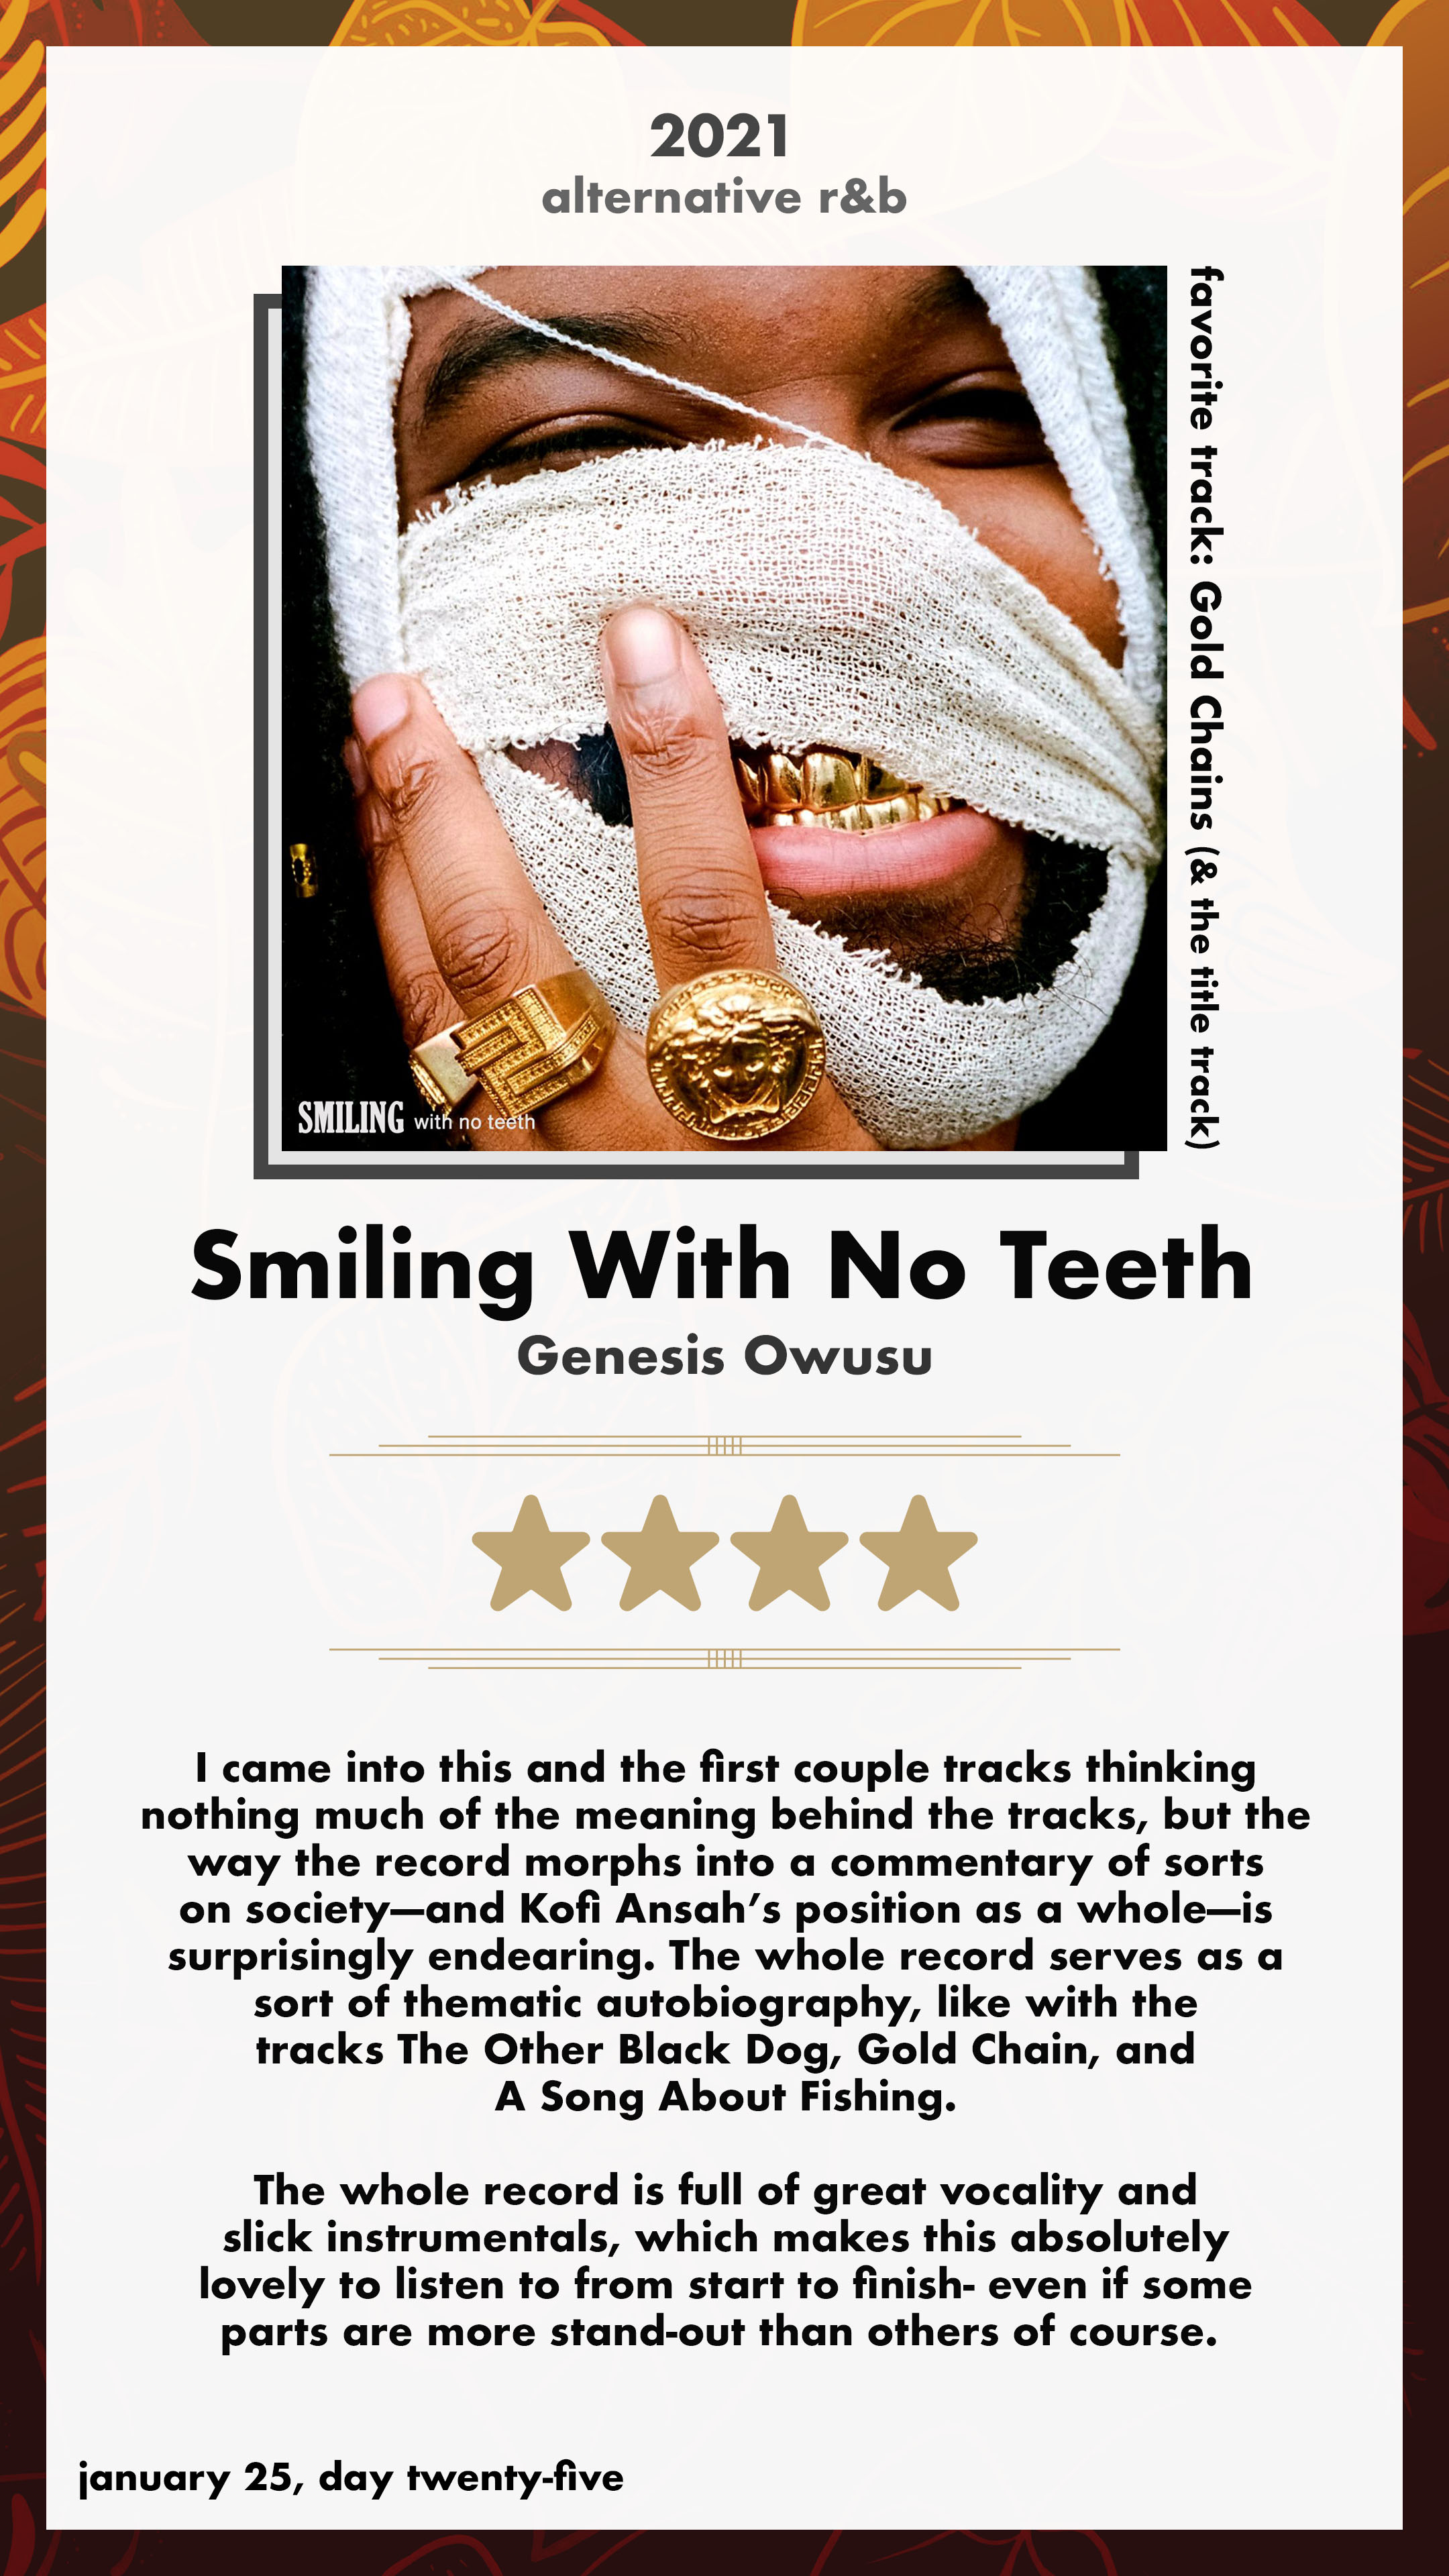 2021
alternative r&b
favorite track: Gold Chains (& the title track)
SMILING with no teeth
Smiling With No Teeth
Genesis Owusu
I came into this and the first couple tracks thinking
nothing much of the meaning behind the tracks, but the
way the record morphs into a commentary of sorts
on society—and Kofi Ansah’s position as a whole—is
surprisingly endearing. The whole record serves as a
sort of thematic autobiography, like with the
tracks The Other Black Dog, Gold Chain, and
A Song About Fishing.
The whole record is full of great vocality and
slick instrumentals, which makes this absolutely
lovely to listen to from start to finish- even if some
parts are more stand-out than others of course.
january 25, day twenty-five